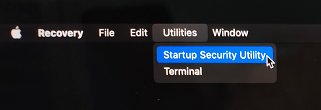 Recovery File Edit Utilities Window
Startup Security Utility
Terminal